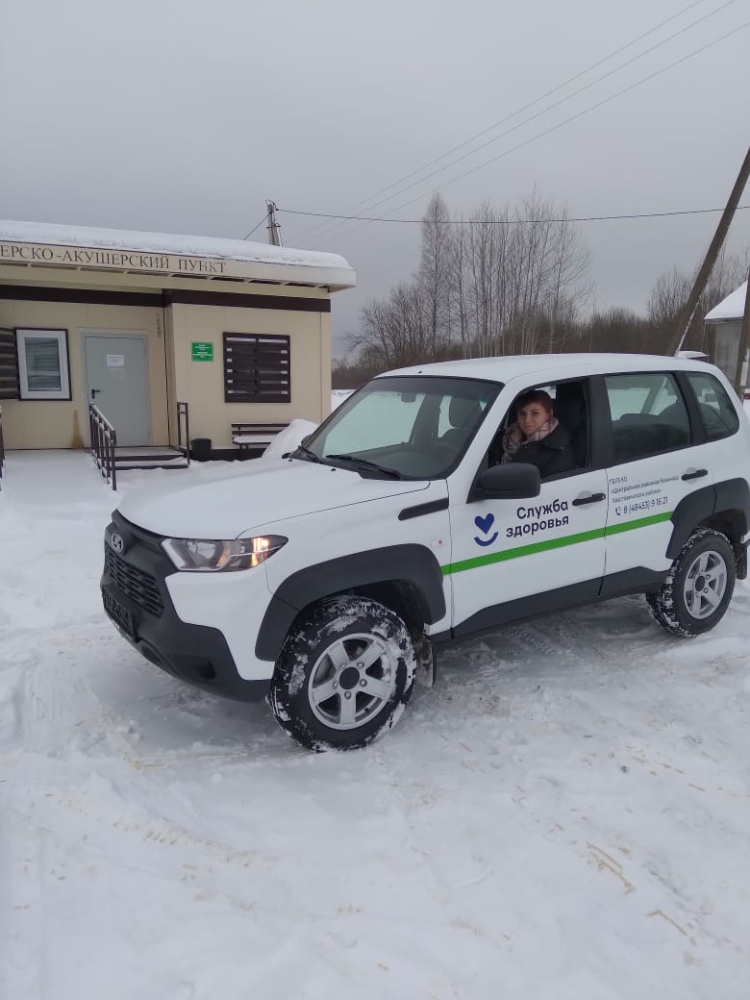 ЕРСКО-АКУШЕРСКИЙ ПУНКТ
Служба
здоровья
ГБУЗ КО
«Центральная районная больница
Хвастовичского района»
8 (48453) 9 16 21